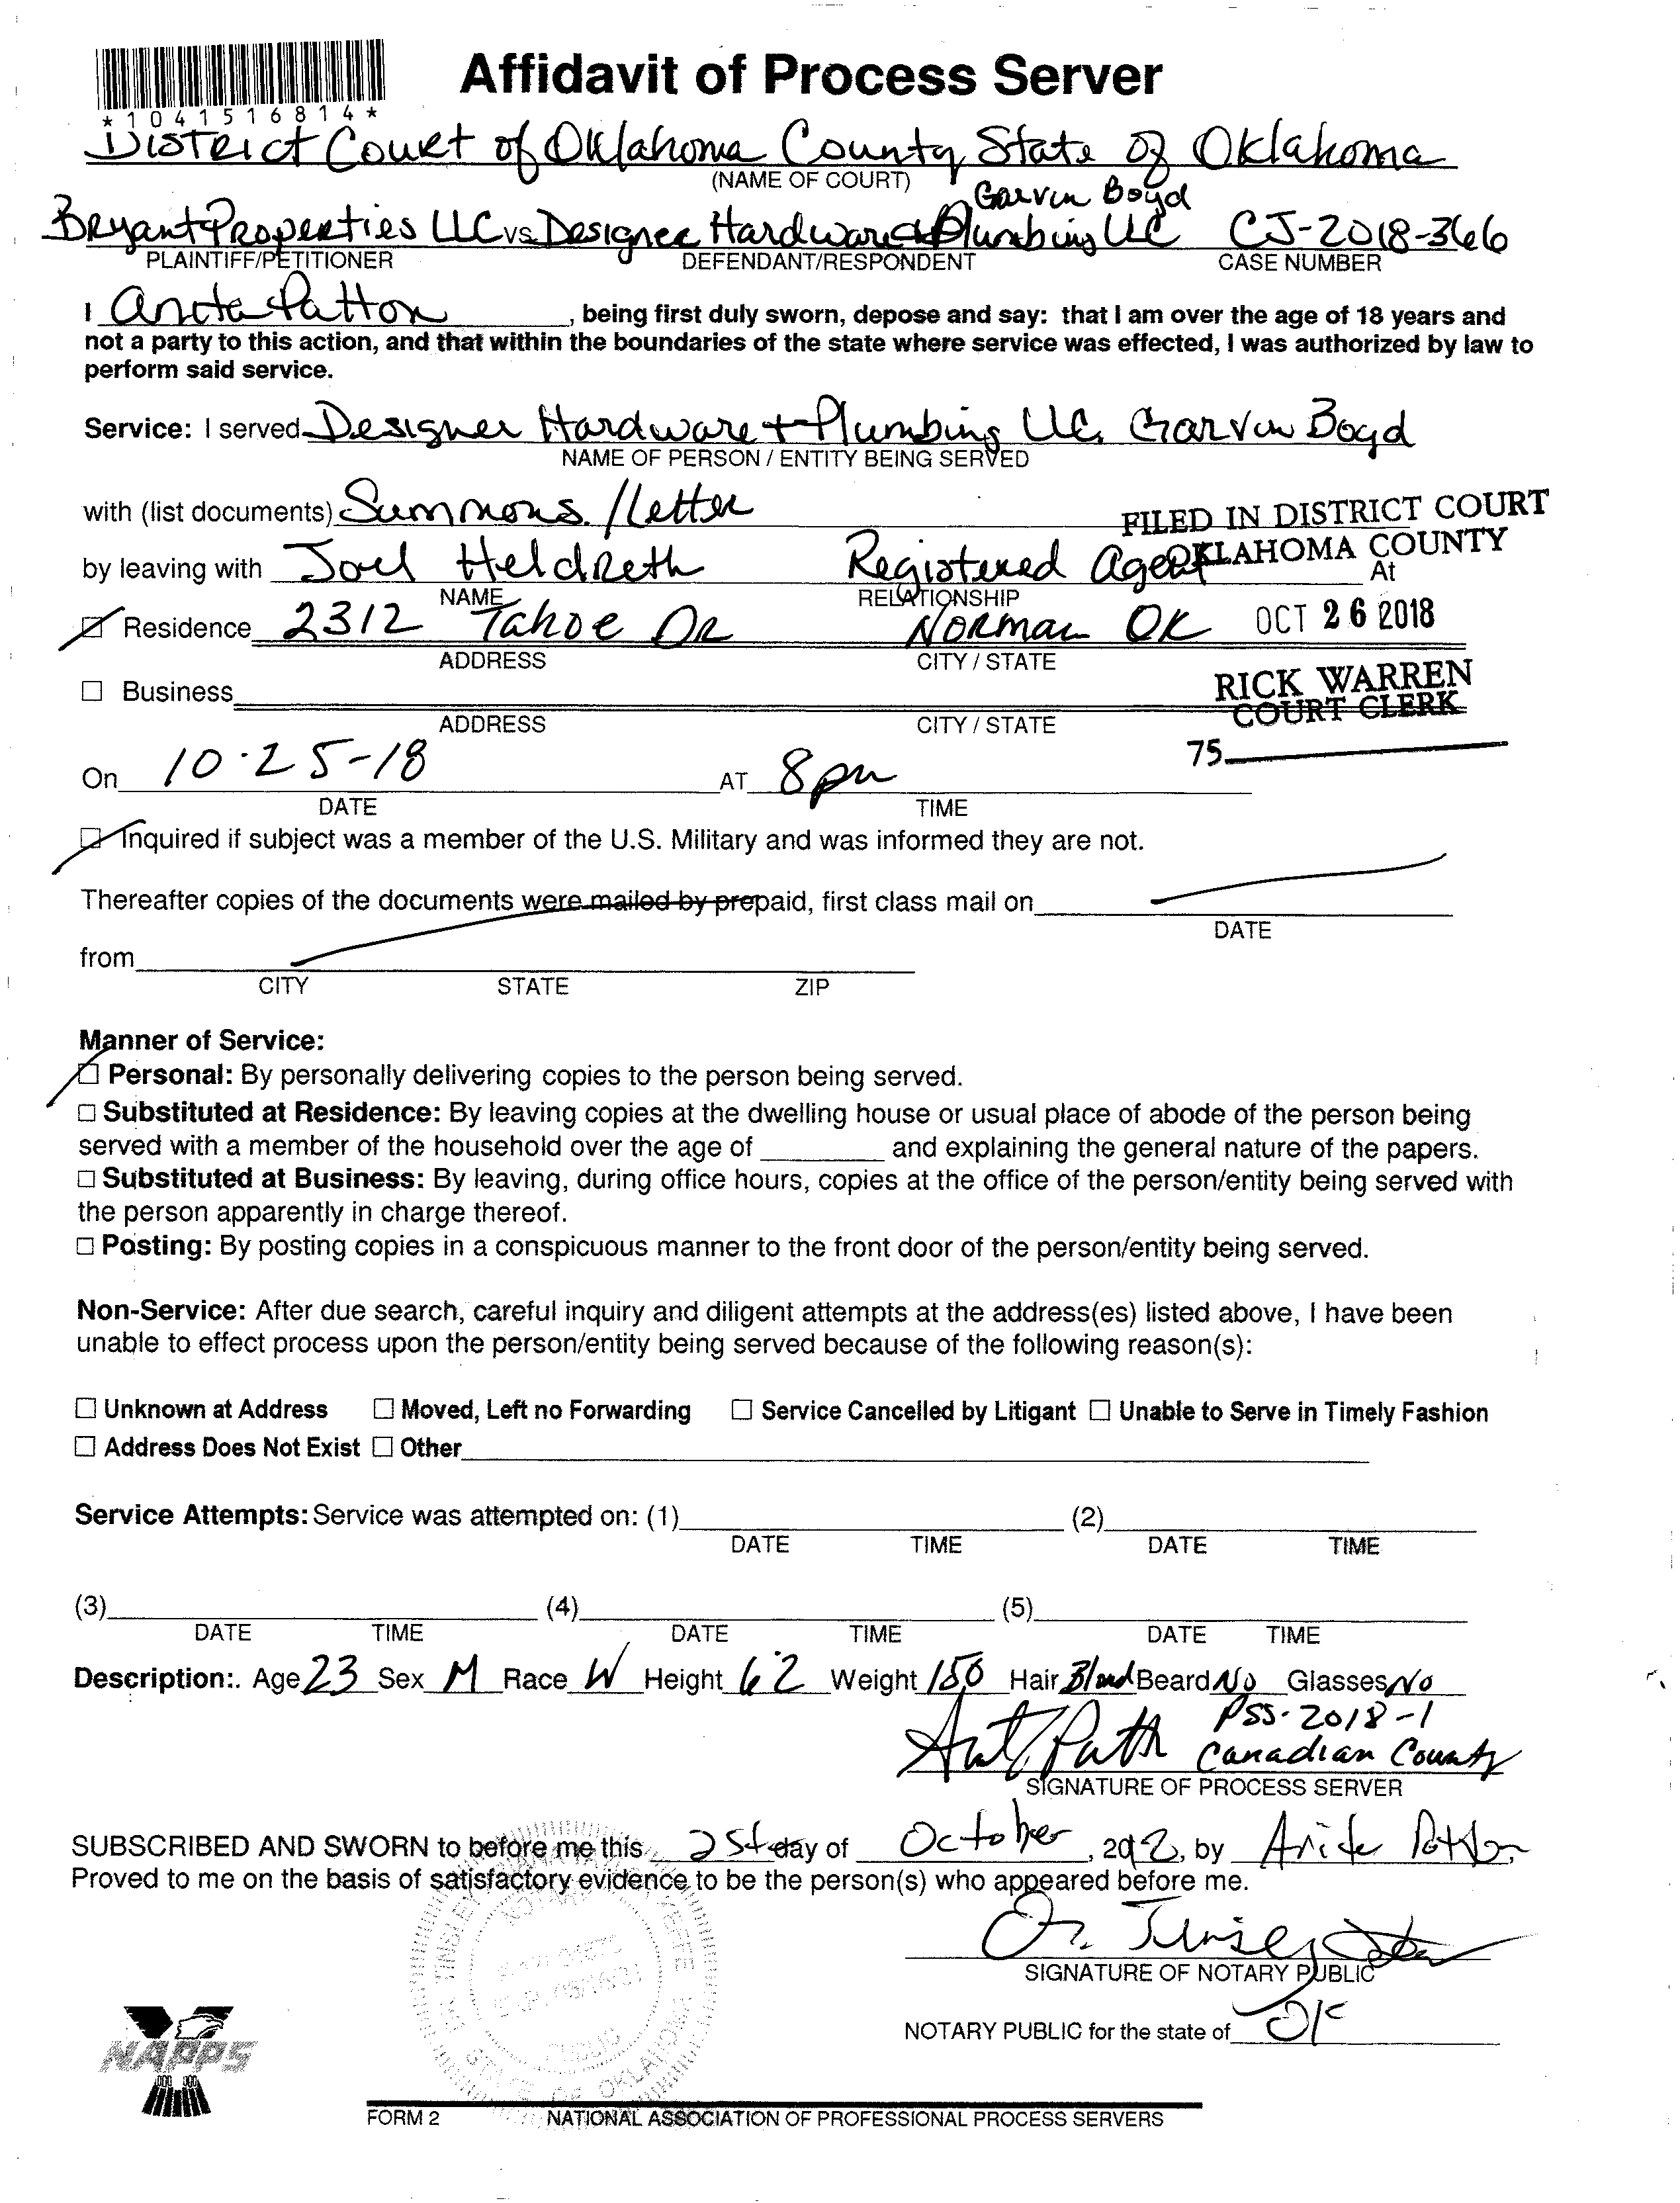 Affidavit of Process Server
*1041516814*
District Court of Oklahoma County State of Oklahoma
(NAME OF COURT)
Garvin Boyd
Bryant Properties LLC vs Designer Hardware & Plumbing LLC CJ-2018-366
PLAINTIFF/PETITIONER DEFENDANT/RESPONDENT CASE NUMBER
I Anita Patton, being first duly sworn, depose and say: that I am over the age of 18 years and
not a party to this action, and that within the boundaries of the state where service was effected, I was authorized by law to
perform said service.
Service: I served Designer Hardware + Plumbing LLC. Garvin Boyd
NAME OF PERSON / ENTITY BEING SERVED
with (list documents) Summons. / Letter
FILED IN DISTRICT COURT
OKLAHOMA COUNTY
by leaving with Joel Heldreth Registered Agent At
NAME RELATIONSHIP
☑ Residence 2312 Tahoe DR Norman OK OCT 26 2018
ADDRESS CITY / STATE
RICK WARREN
COURT CLERK
☐ Business
ADDRESS CITY / STATE
75
On 10-25-18 AT 8pm
DATE TIME
☑ Inquired if subject was a member of the U.S. Military and was informed they are not.
Thereafter copies of the documents were mailed by prepaid, first class mail on
DATE
from
CITY STATE ZIP
Manner of Service:
☑ Personal: By personally delivering copies to the person being served.
☐ Substituted at Residence: By leaving copies at the dwelling house or usual place of abode of the person being
served with a member of the household over the age of ______ and explaining the general nature of the papers.
☐ Substituted at Business: By leaving, during office hours, copies at the office of the person/entity being served with
the person apparently in charge thereof.
☐ Posting: By posting copies in a conspicuous manner to the front door of the person/entity being served.
Non-Service: After due search, careful inquiry and diligent attempts at the address(es) listed above, I have been
unable to effect process upon the person/entity being served because of the following reason(s):
☐ Unknown at Address ☐ Moved, Left no Forwarding ☐ Service Cancelled by Litigant ☐ Unable to Serve in Timely Fashion
☐ Address Does Not Exist ☐ Other
Service Attempts: Service was attempted on: (1) (2)
DATE TIME DATE TIME
(3) (4) (5)
DATE TIME DATE TIME DATE TIME
Description:. Age 23 Sex M Race W Height 6'2 Weight 150 Hair Blond Beard No Glasses No
PSS-2018-1
Canadian County
SIGNATURE OF PROCESS SERVER
SUBSCRIBED AND SWORN to before me this day of October, by
Proved to me on the basis of satisfactory evidence to be the person(s) who appeared before me.
SIGNATURE OF NOTARY PUBLIC
NOTARY PUBLIC for the state of OK
STATE OF OKLAHOMA
PUBLIC
NAPPS
FORM 2 NATIONAL ASSOCIATION OF PROFESSIONAL PROCESS SERVERS